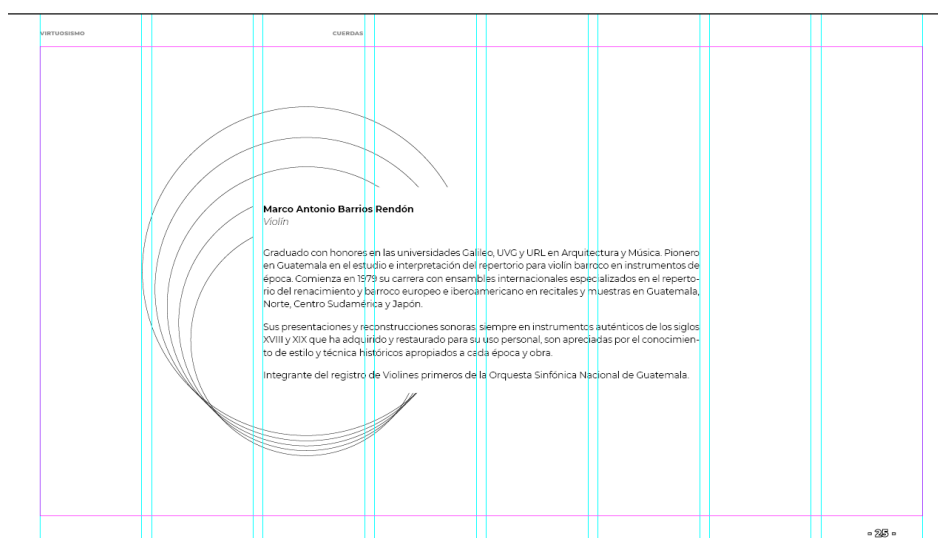 VIRTUOSISMO
CUERDAS
Marco Antonio Barrios Rendón
Violín
Graduado con honores en las universidades Galileo, UVG y URL en Arquitectura y Música. Pionero
en Guatemala en el estudio e interpretación del repertorio para violín barroco en instrumentos de
época. Comienza en 1979 su carrera con ensambles internacionales especializados en el reperto-
rio del renacimiento y barroco europeo e iberoamericano en recitales y muestras en Guatemala,
Norte, Centro Sudamérica y Japón.
Sus presentaciones y reconstrucciones sonoras, siempre en instrumentos auténticos de los siglos
XVIII y XIX que ha adquirido y restaurado para su uso personal, son apreciadas por el conocimien-
to de estilo y técnica históricos apropiados a cada época y obra.
Integrante del registro de Violines primeros de la Orquesta Sinfónica Nacional de Guatemala.
25